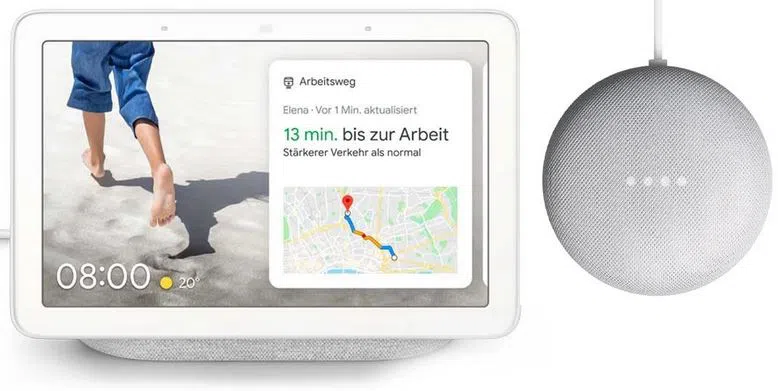 Arbeitsweg
Elena · Vor 1 Min. aktualisiert
13 min. bis zur Arbeit
Stärkerer Verkehr als normal
08:00 20°